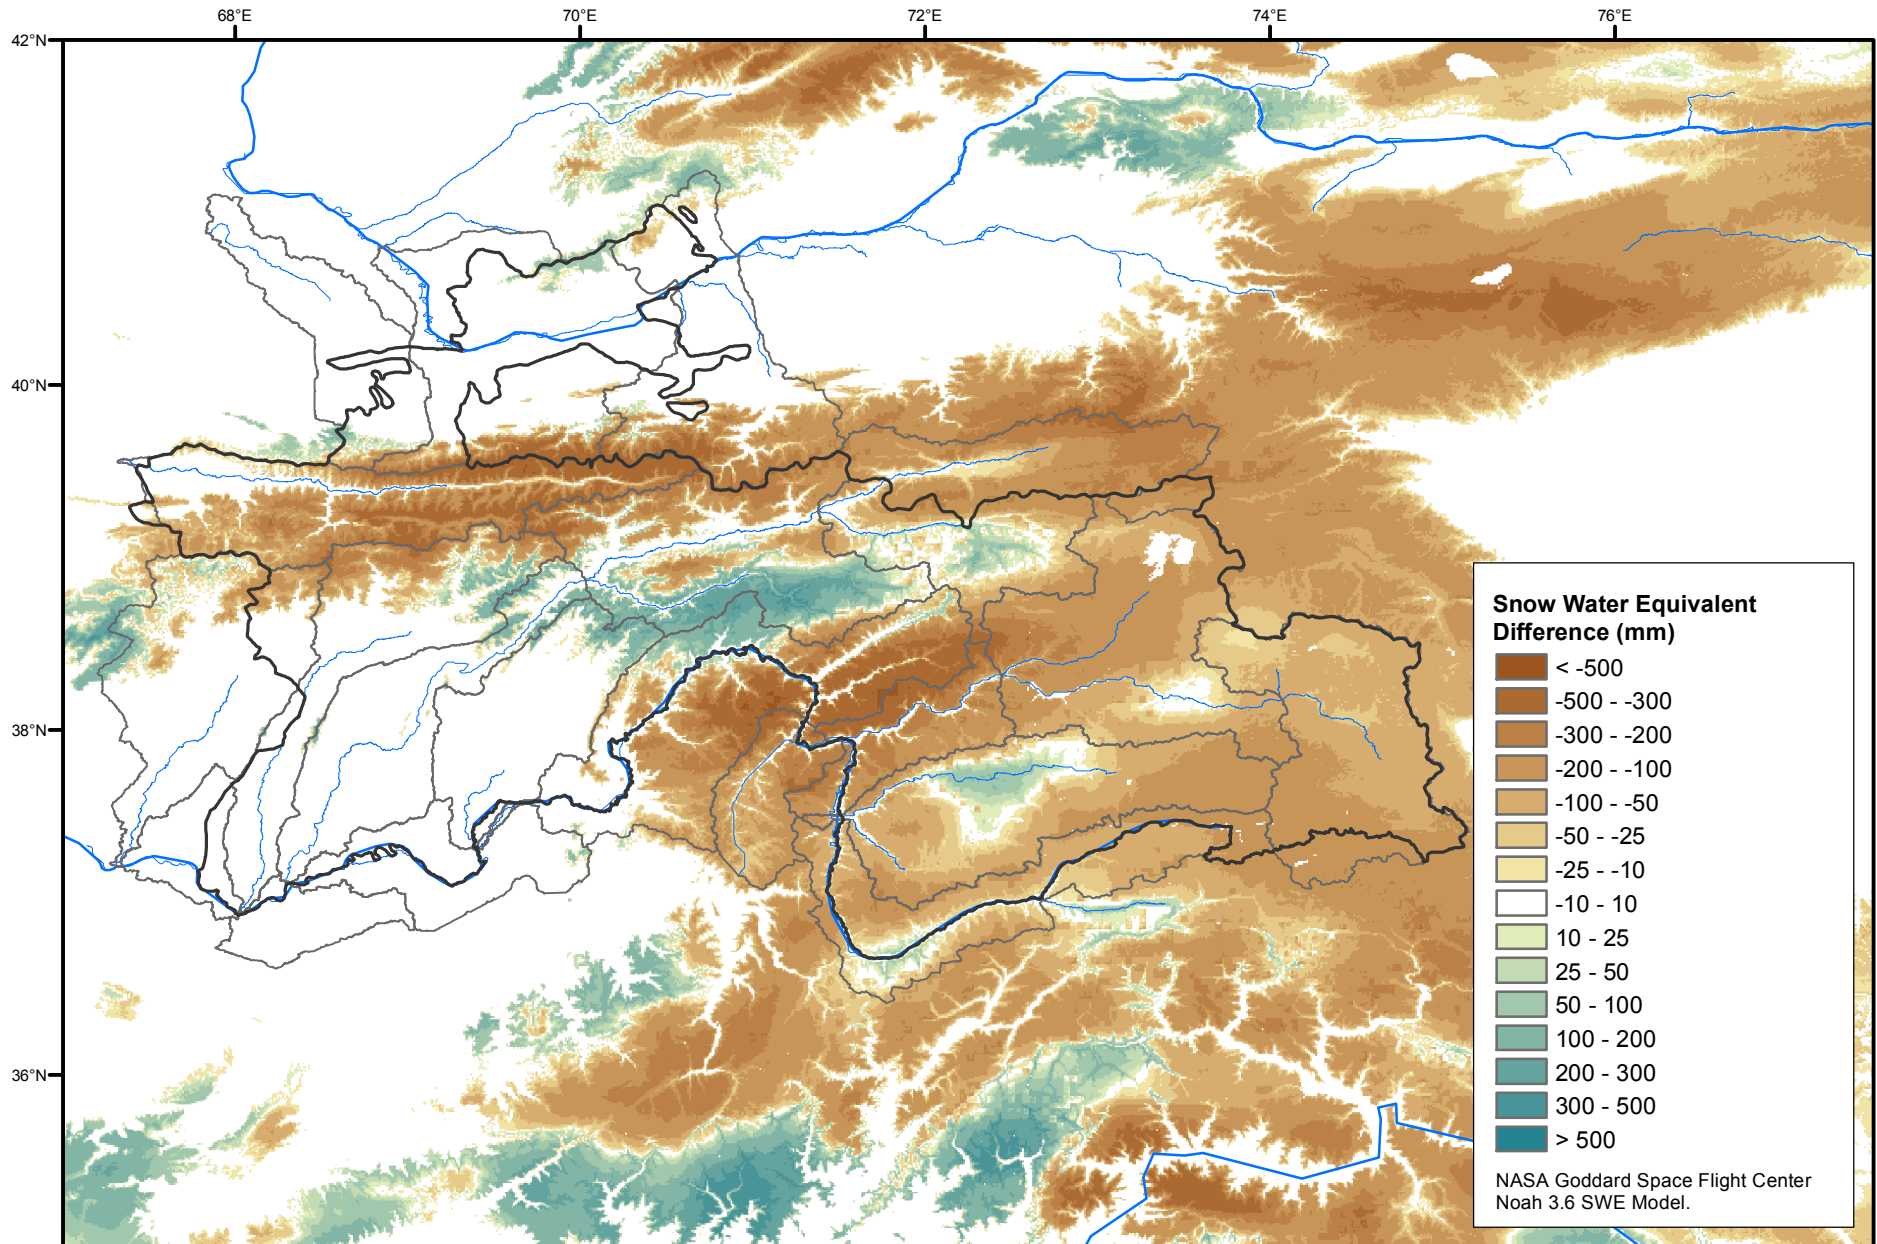 68°E 70°E 72°E 74°E 76°E
42°N
40°N
38°N
36°N
Snow Water Equivalent
Difference (mm)
< -500
-500 - -300
-300 - -200
-200 - -100
-100 - -50
-50 - -25
-25 - -10
-10 - 10
10 - 25
25 - 50
50 - 100
100 - 200
200 - 300
300 - 500
> 500
NASA Goddard Space Flight Center
Noah 3.6 SWE Model.